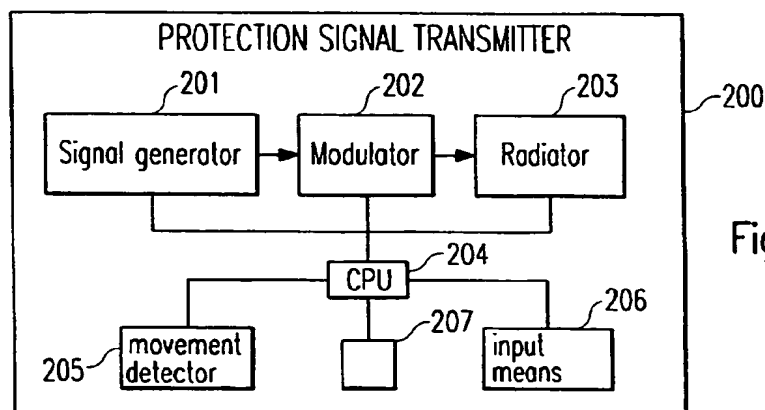 PROTECTION SIGNAL TRANSMITTER
201
202
203
200
Signal generator
Modulator
Radiator
Fig
204
CPU
205
movement
detector
207
206
input
means